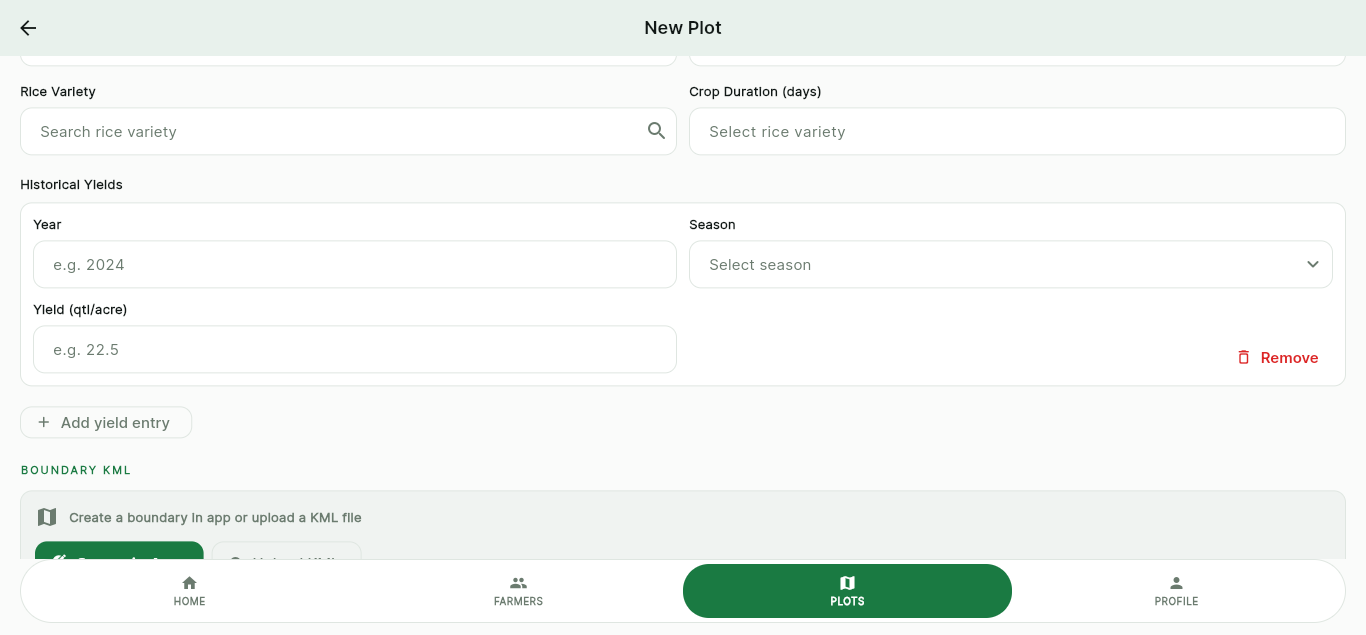 New Plot
Rice Variety
Crop Duration (days)
Search rice variety
Select rice variety
Historical Yields
Year
Season
e.g. 2024
Select season
Yield (qtl/acre)
e.g. 22.5
Remove
Add yield entry
BOUNDARY KML
Create a boundary in app or upload a KML file
HOME
FARMERS
PLOTS
PROFILE